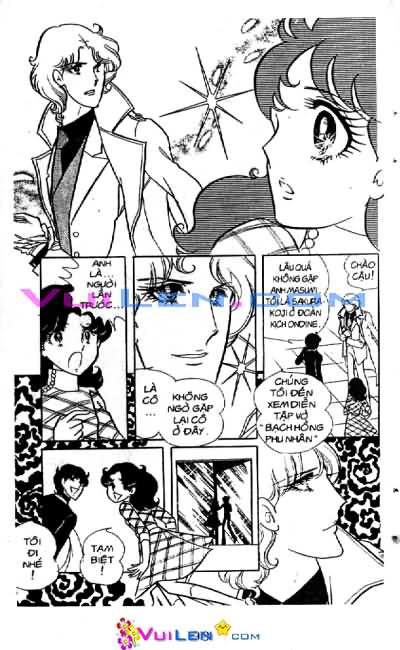 ANH
LÀ...
NGƯỜI
LẦN
TRƯỚC...
LÀ
CÔ
...
KHÔNG
NGỜ GẶP
LẠI CÔ
Ở ĐÂY.
CHÀO
CẬU!
LÂU QUÁ
KHÔNG GẶP
ANH MASUMI
TÔI LÀ SAKURA
KOJI Ở ĐOÀN
KỊCH ONDINE.
CHÚNG
TÔI ĐẾN
XEM DIỄN
TẬP VỞ
"BẠCH HỒNG
PHU NHÂN"
VUILEN.COM
TÔI
ĐI
NHÉ
!
TẠM
BIỆT!
VUILEN COM